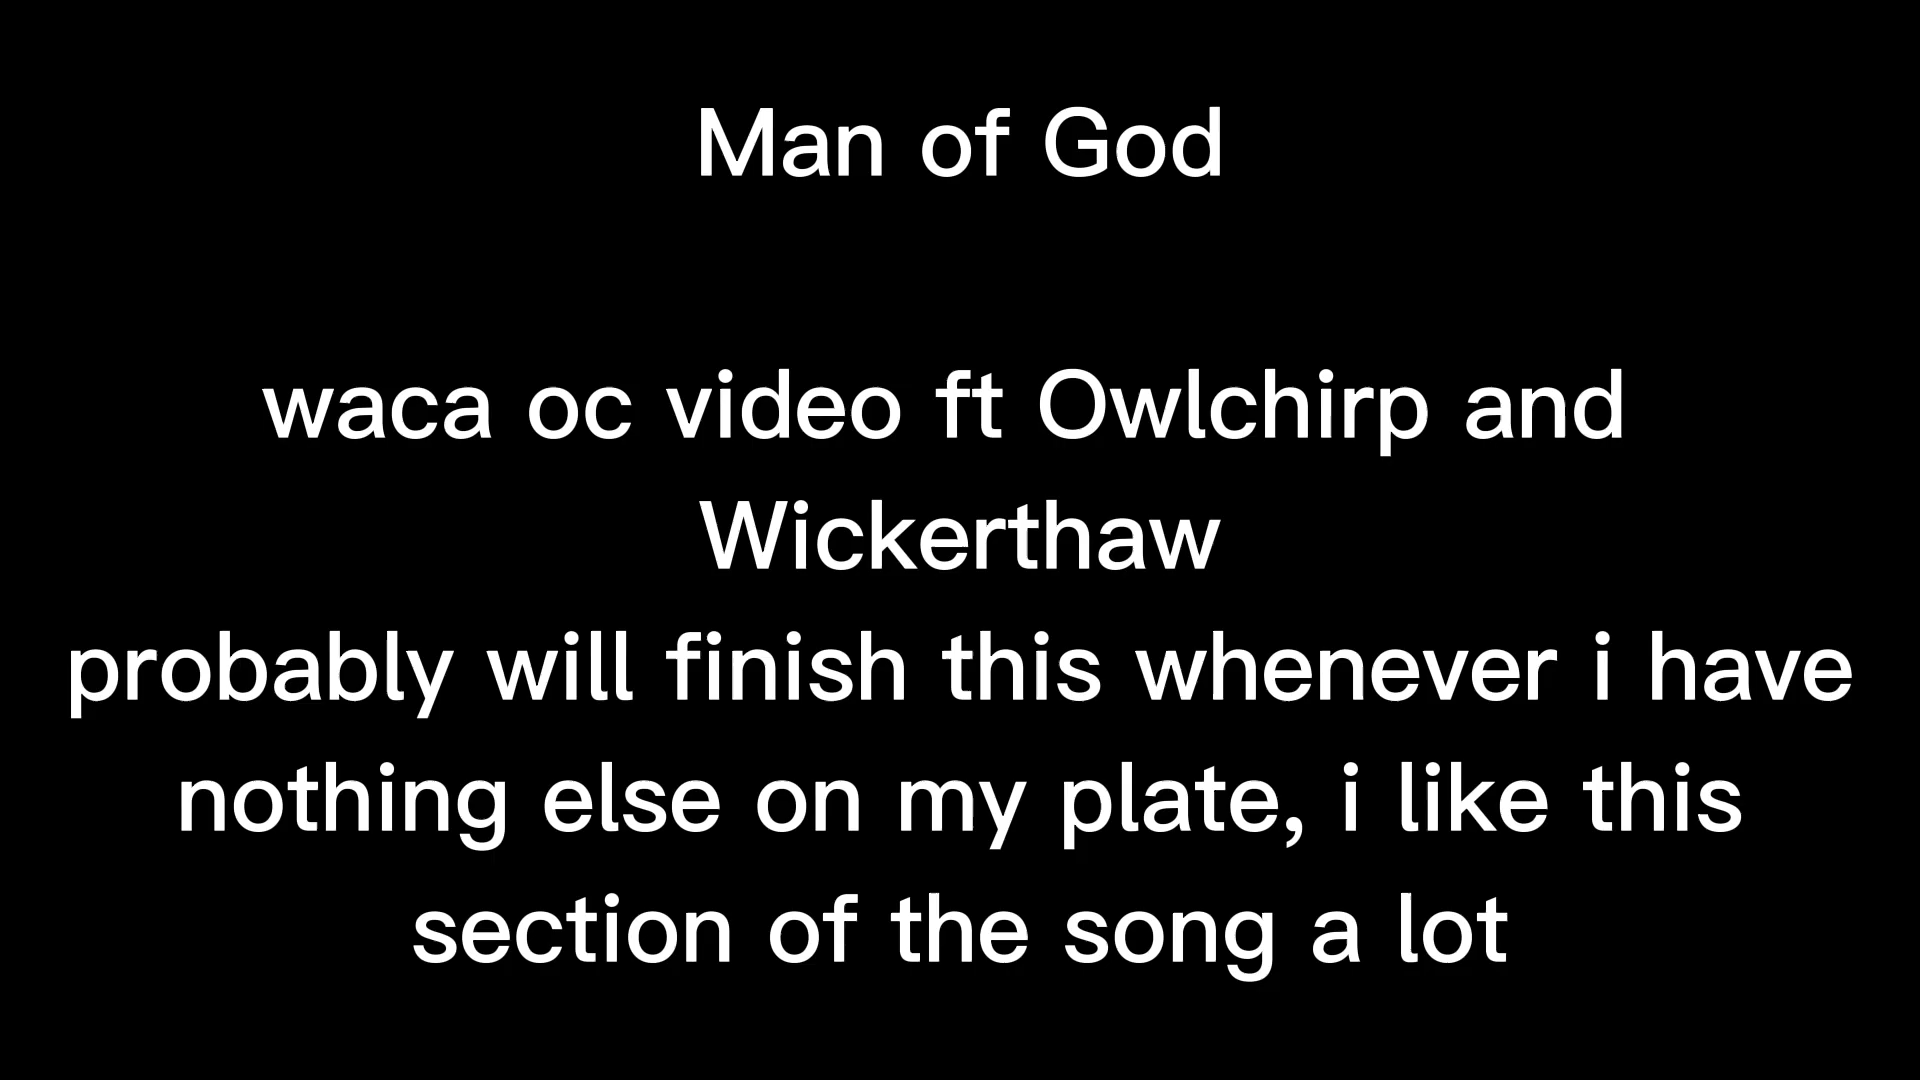 Man of God
waca oc video ft Owlchirp and
Wickerthaw
probably will finish this whenever i have
nothing else on my plate, i like this
section of the song a lot